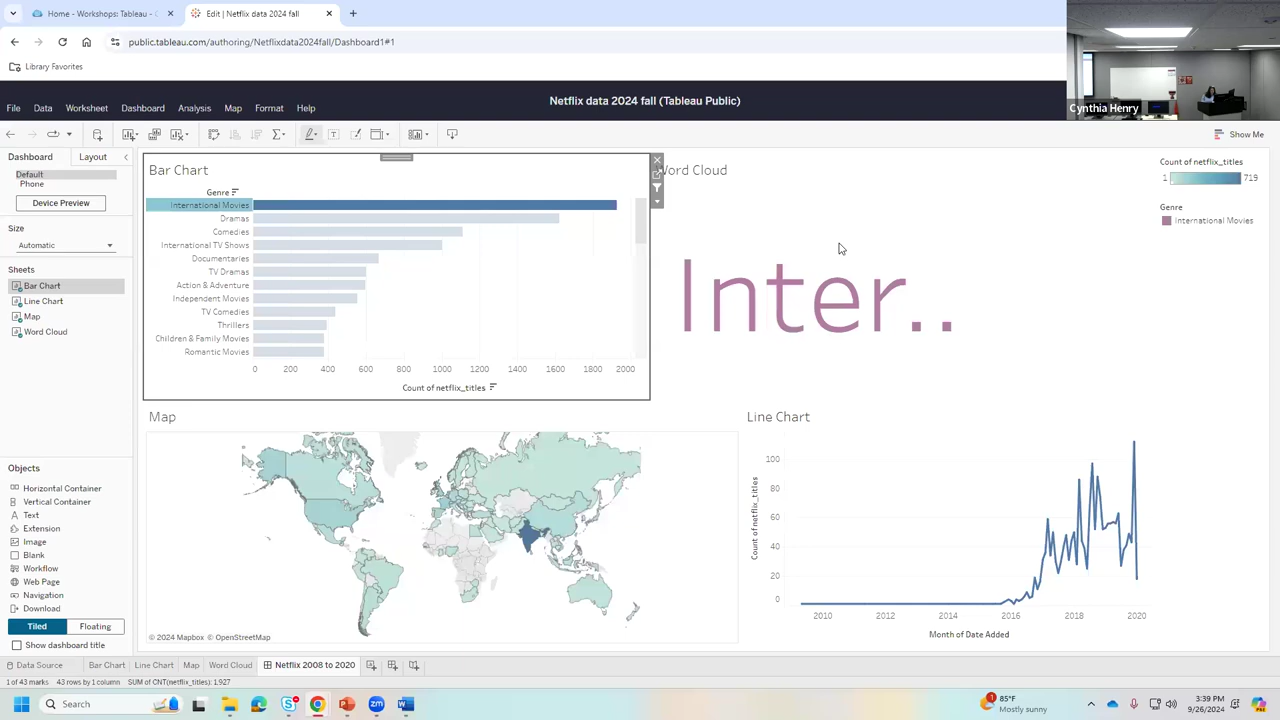 Home - Workshops: Tableau -
Edit | Netflix data 2024 fall
public.tableau.com/authoring/Netflixdata2024fall/Dashboard1#1
Library Favorites
Cynthia Henry
Netflix data 2024 fall (Tableau Public)
File Data Worksheet Dashboard Analysis Map Format Help
Show Me
Dashboard Layout
Default
Phone
Device Preview
Size
Automatic
Sheets
Bar Chart
Line Chart
Map
Word Cloud
Objects
Horizontal Container
Vertical Container
Text
Extension
Image
Blank
Workflow
Web Page
Navigation
Download
Tiled Floating
Show dashboard title
Bar Chart
Genre
International Movies
Dramas
Comedies
International TV Shows
Documentaries
TV Dramas
Action & Adventure
Independent Movies
TV Comedies
Thrillers
Children & Family Movies
Romantic Movies
0 200 400 600 800 1000 1200 1400 1600 1800 2000
Count of netflix_titles
Word Cloud
Inter..
Count of netflix_titles
1 719
Genre
International Movies
Map
© 2024 Mapbox © OpenStreetMap
Line Chart
Count of netflix_titles
100
80
60
40
20
0
2010 2012 2014 2016 2018 2020
Month of Date Added
Data Source Bar Chart Line Chart Map Word Cloud Netflix 2008 to 2020
1 of 43 marks 43 rows by 1 column SUM of CNT(netflix_titles): 1,927
Search
1
85°F
Mostly sunny
3:39 PM
9/26/2024